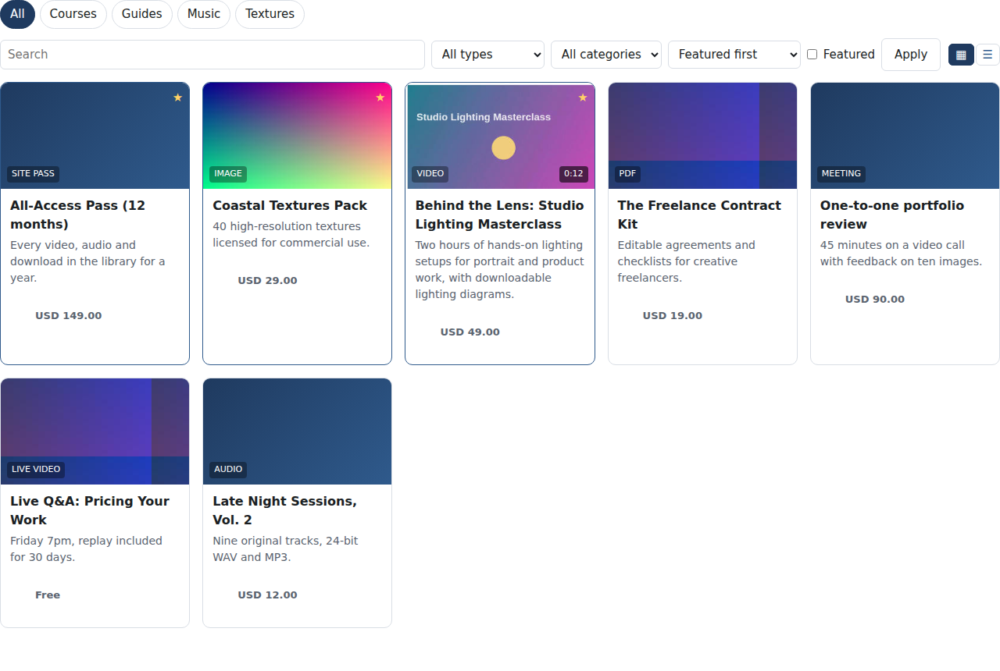 All Courses Guides Music Textures
Search All types All categories Featured first Featured Apply
SITE PASS
All-Access Pass (12
months)
Every video, audio and
download in the library for a
year.
USD 149.00
IMAGE
Coastal Textures Pack
40 high-resolution textures
licensed for commercial use.
USD 29.00
Studio Lighting Masterclass
VIDEO 0:12
Behind the Lens: Studio
Lighting Masterclass
Two hours of hands-on lighting
setups for portrait and product
work, with downloadable
lighting diagrams.
USD 49.00
PDF
The Freelance Contract
Kit
Editable agreements and
checklists for creative
freelancers.
USD 19.00
MEETING
One-to-one portfolio
review
45 minutes on a video call
with feedback on ten images.
USD 90.00
LIVE VIDEO
Live Q&A: Pricing Your
Work
Friday 7pm, replay included
for 30 days.
Free
AUDIO
Late Night Sessions,
Vol. 2
Nine original tracks, 24-bit
WAV and MP3.
USD 12.00